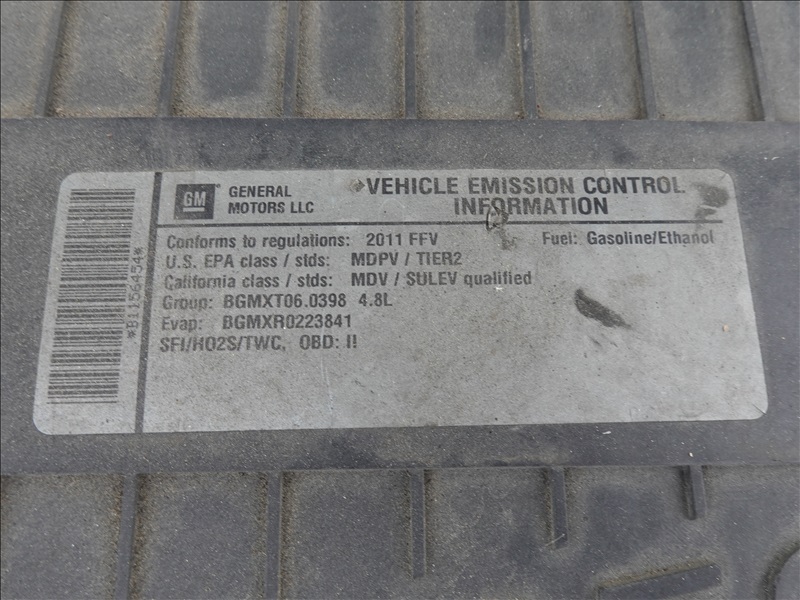 GM GENERAL MOTORS LLC
VEHICLE EMISSION CONTROL INFORMATION
Conforms to regulations: 2011 FFV Fuel: Gasoline/Ethanol
U.S. EPA class / stds: MDPV / TIER2
California class / stds: MDV / SULEV qualified
Group: BGMXT06.0398 4.8L
Evap: BGMXR0223841
SFI/HO2S/TWC, OBD: II
*B1156454*